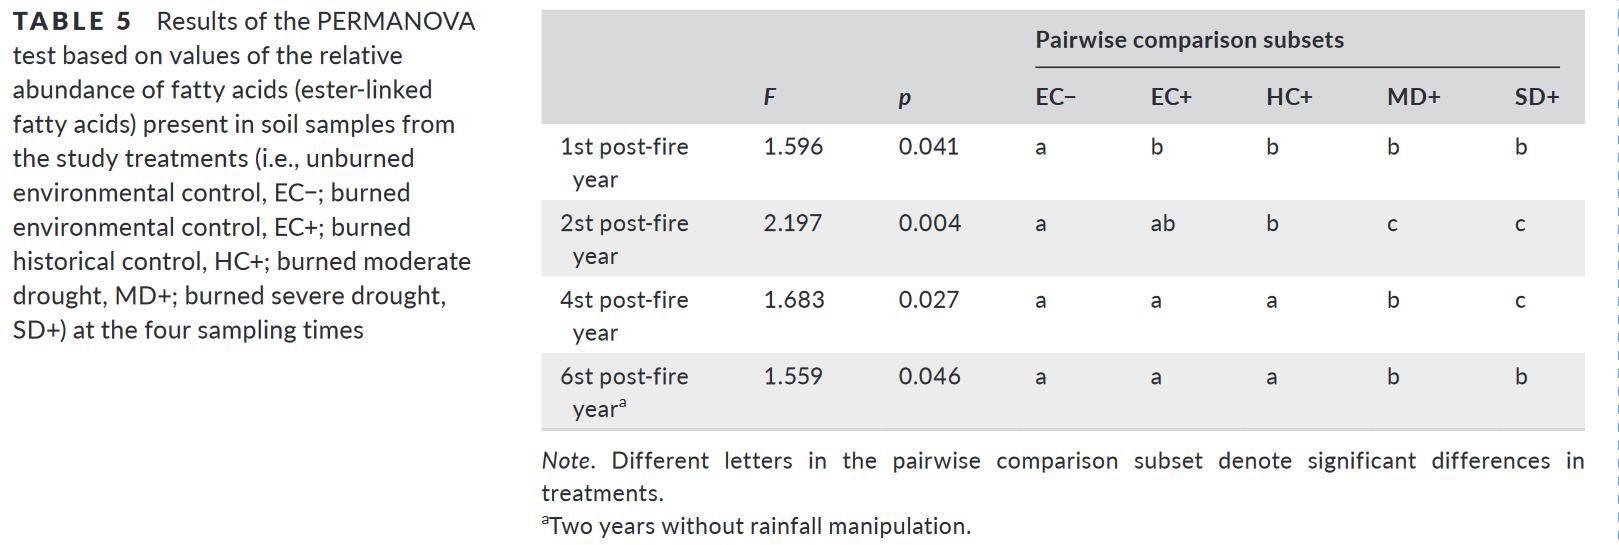 TABLE 5 Results of the PERMANOVA
test based on values of the relative
abundance of fatty acids (ester-linked
fatty acids) present in soil samples from
the study treatments (i.e., unburned
environmental control, EC−; burned
environmental control, EC+; burned
historical control, HC+; burned moderate
drought, MD+; burned severe drought,
SD+) at the four sampling times
Pairwise comparison subsets
F p EC− EC+ HC+ MD+ SD+
1st post-fire 1.596 0.041 a b b b b
year
2st post-fire 2.197 0.004 a ab b c c
year
4st post-fire 1.683 0.027 a a a b c
year
6st post-fire 1.559 0.046 a a a b b
yearᵃ
Note. Different letters in the pairwise comparison subset denote significant differences in
treatments.
ᵃTwo years without rainfall manipulation.